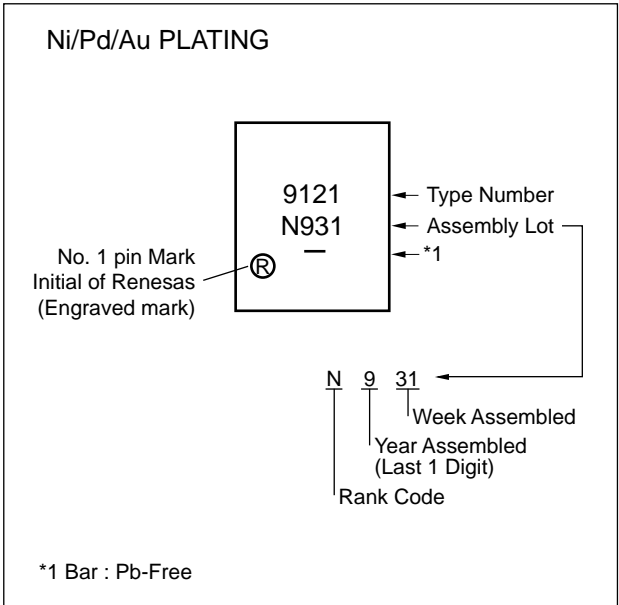 Ni/Pd/Au PLATING
9121
N931
—
Type Number
Assembly Lot
*1
No. 1 pin Mark
Initial of Renesas
(Engraved mark)
R
N 9 31
Week Assembled
Year Assembled
(Last 1 Digit)
Rank Code
*1 Bar : Pb-Free